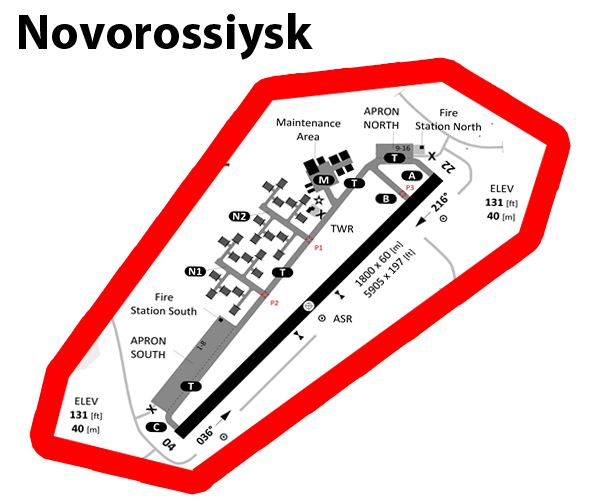 Novorossiysk
Maintenance
Area
APRON
NORTH
Fire
Station North
9-16
T
X
22
M
T
A
P3
B
216°
ELEV
131 [ft]
40 [m]
N2
X
TWR
P1
N1
T
1800 x 60 [m]
5905 x 197 [ft]
P2
Fire
Station South
ASR
1-8
APRON
SOUTH
T
ELEV
131 [ft]
40 [m]
X
C
04
036°